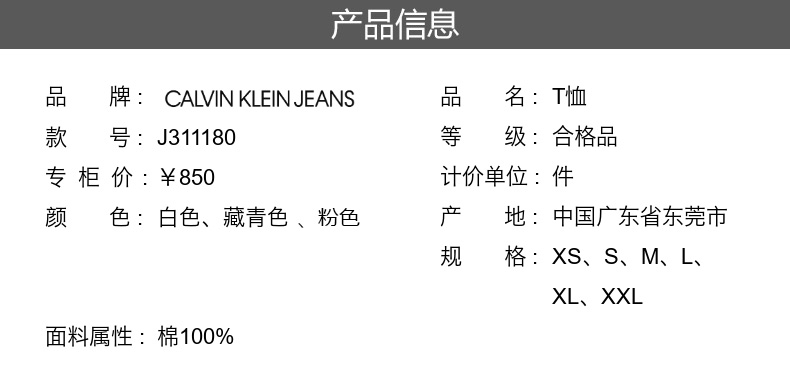 产品信息
品 牌： CALVIN KLEIN JEANS
品 名： T恤
款 号： J311180
等 级： 合格品
专 柜 价： ￥850
计价单位： 件
颜 色： 白色、藏青色 、粉色
产 地： 中国广东省东莞市
规 格： XS、S、M、L、
XL、XXL
面料属性： 棉100%